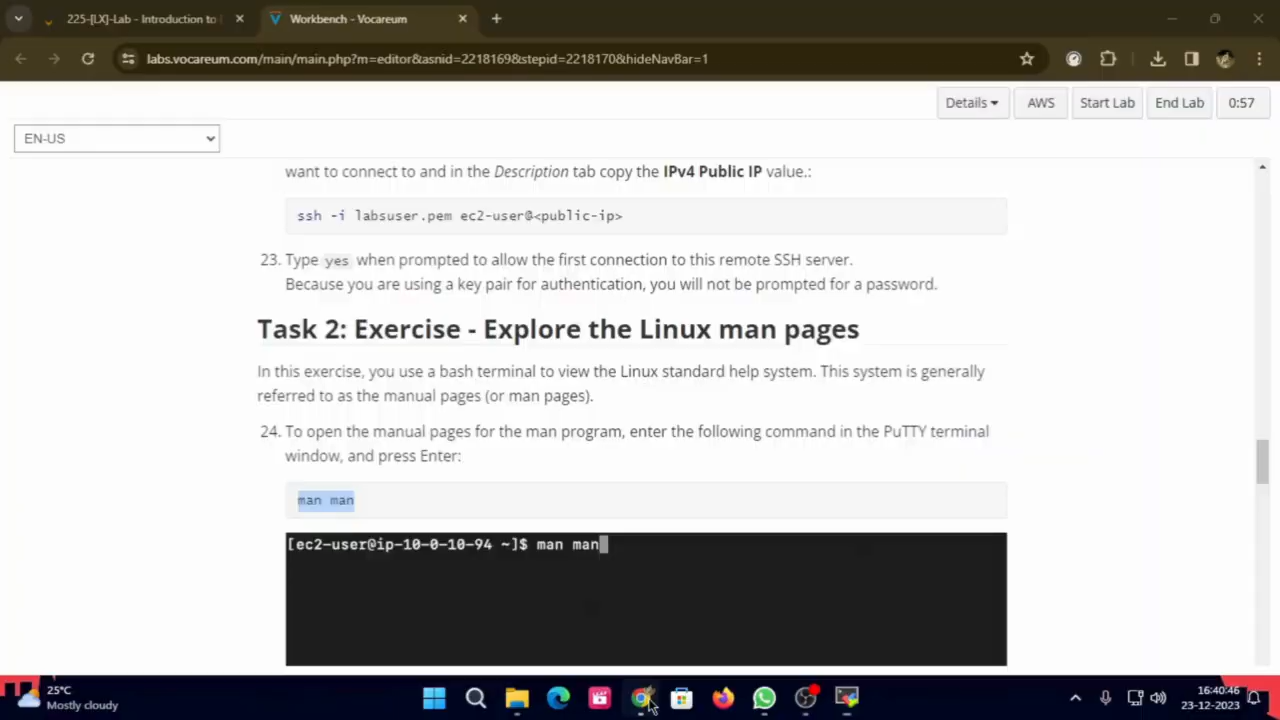 225-[LX]-Lab - Introduction to
Workbench - Vocareum
labs.vocareum.com/main/main.php?m=editor&asnid=2218169&stepid=2218170&hideNavBar=1
Details
AWS
Start Lab
End Lab
0:57
EN-US
want to connect to and in the Description tab copy the IPv4 Public IP value.:
ssh -i labsuser.pem ec2-user@<public-ip>
23. Type yes when prompted to allow the first connection to this remote SSH server.
Because you are using a key pair for authentication, you will not be prompted for a password.
Task 2: Exercise - Explore the Linux man pages
In this exercise, you use a bash terminal to view the Linux standard help system. This system is generally
referred to as the manual pages (or man pages).
24. To open the manual pages for the man program, enter the following command in the PuTTY terminal
window, and press Enter:
man man
[ec2-user@ip-10-0-10-94 ~]$ man man
25°C
Mostly cloudy
16:40:46
23-12-2023